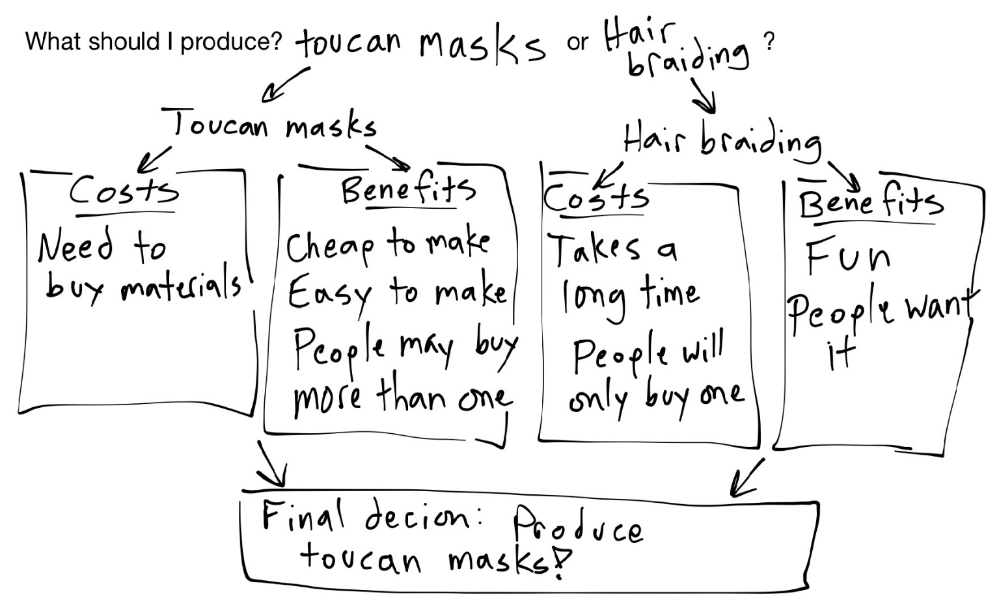 What should I produce? toucan masks or Hair braiding ?
Toucan masks
Hair braiding
Costs
Need to
buy materials
Benefits
Cheap to make
Easy to make
People may buy
more than one
Costs
Takes a
long time
People will
only buy one
Benefits
Fun
People want
it
Final decion: Produce
toucan masks!